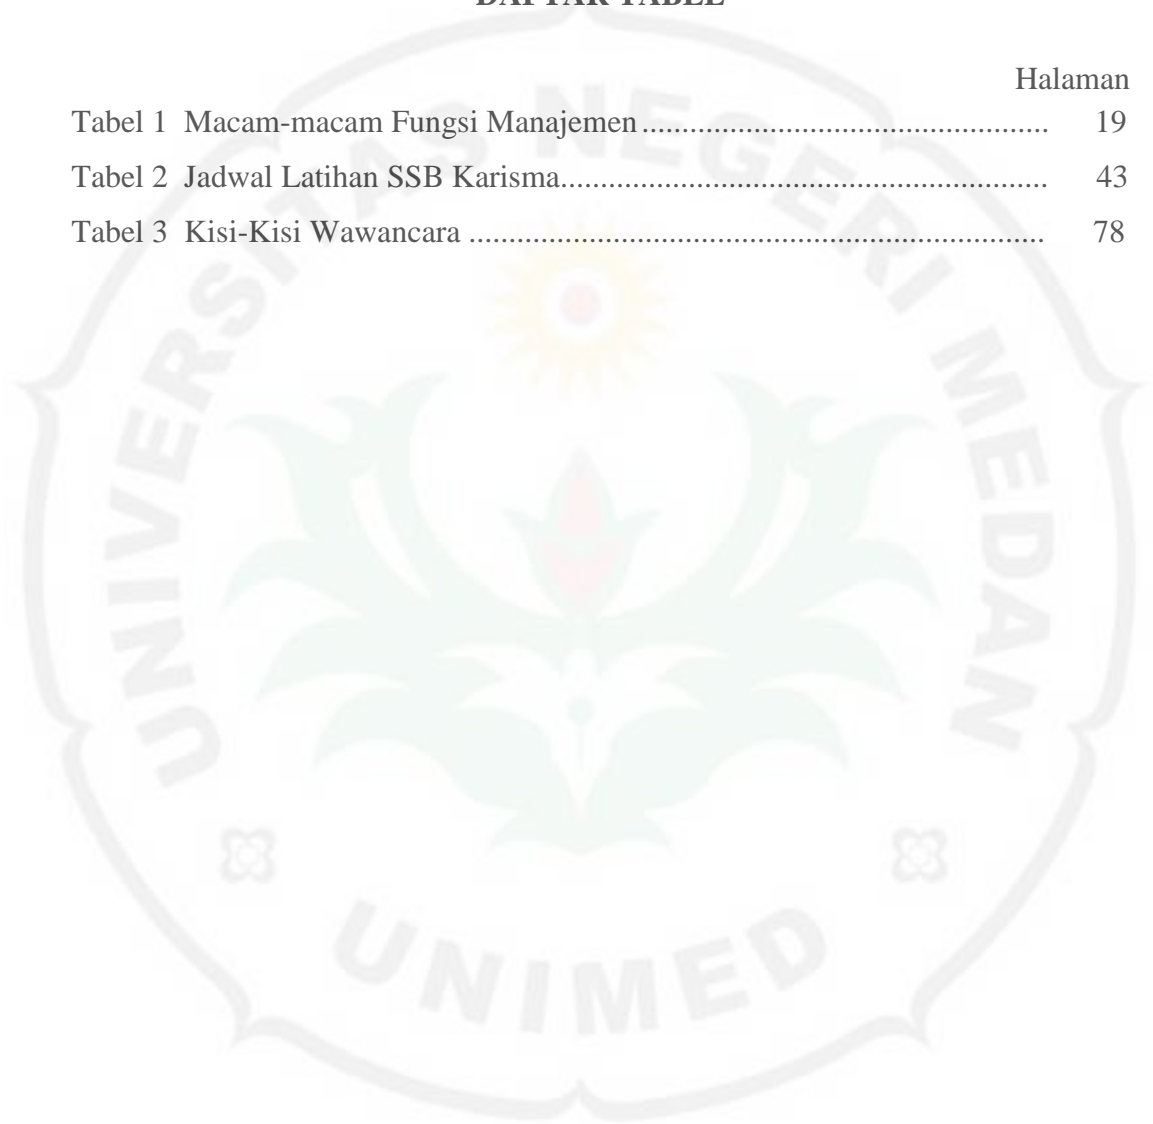 DAFTAR TABEL
Halaman
Tabel 1 Macam-macam Fungsi Manajemen ................................................... 19
Tabel 2 Jadwal Latihan SSB Karisma............................................................. 43
Tabel 3 Kisi-Kisi Wawancara ........................................................................ 78
UNIVERSITAS NEGERI MEDAN
UNIMED